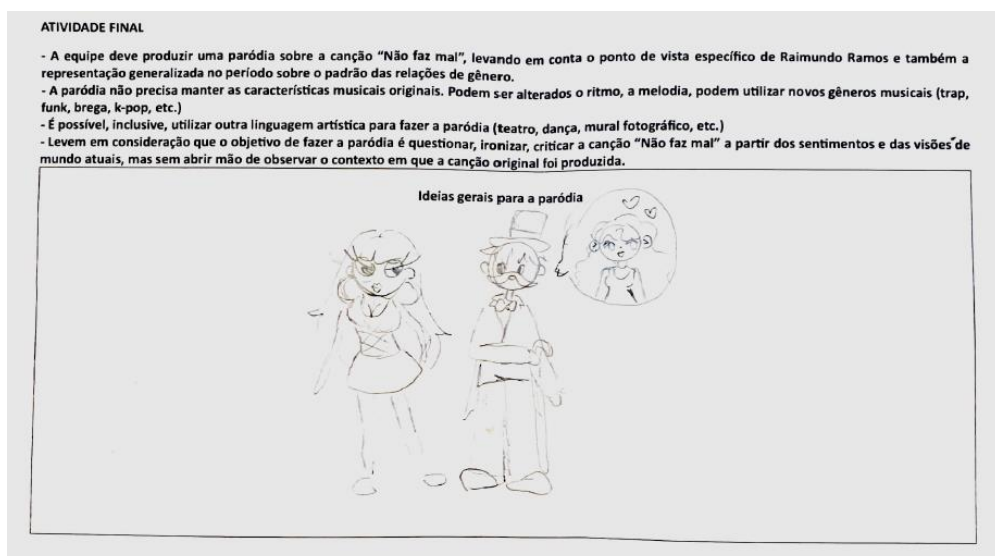 ATIVIDADE FINAL
- A equipe deve produzir uma paródia sobre a canção "Não faz mal", levando em conta o ponto de vista específico de Raimundo Ramos e também a
representação generalizada no período sobre o padrão das relações de gênero.
- A paródia não precisa manter as características musicais originais. Podem ser alterados o ritmo, a melodia, podem utilizar novos gêneros musicais (trap,
funk, brega, k-pop, etc.)
- É possível, inclusive, utilizar outra linguagem artística para fazer a paródia (teatro, dança, mural fotográfico, etc.)
- Levem em consideração que o objetivo de fazer a paródia é questionar, ironizar, criticar a canção "Não faz mal" a partir dos sentimentos e das visões de
mundo atuais, mas sem abrir mão de observar o contexto em que a canção original foi produzida.
Ideias gerais para a paródia